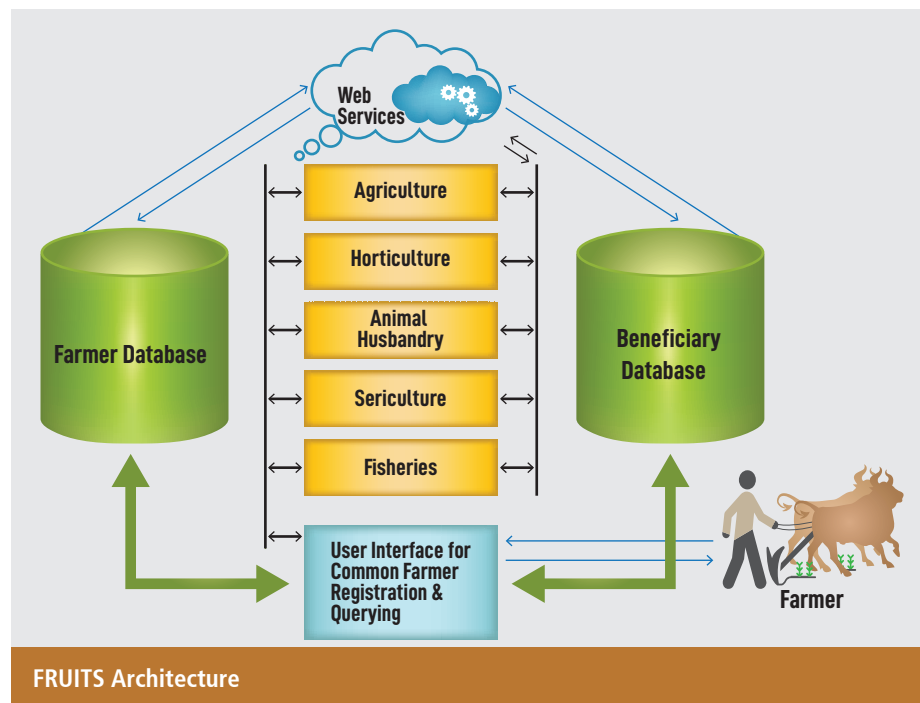 Web
Services
Agriculture
Horticulture
Animal
Husbandry
Sericulture
Fisheries
Farmer Database
Beneficiary
Database
User Interface for
Common Farmer
Registration &
Querying
Farmer
FRUITS Architecture